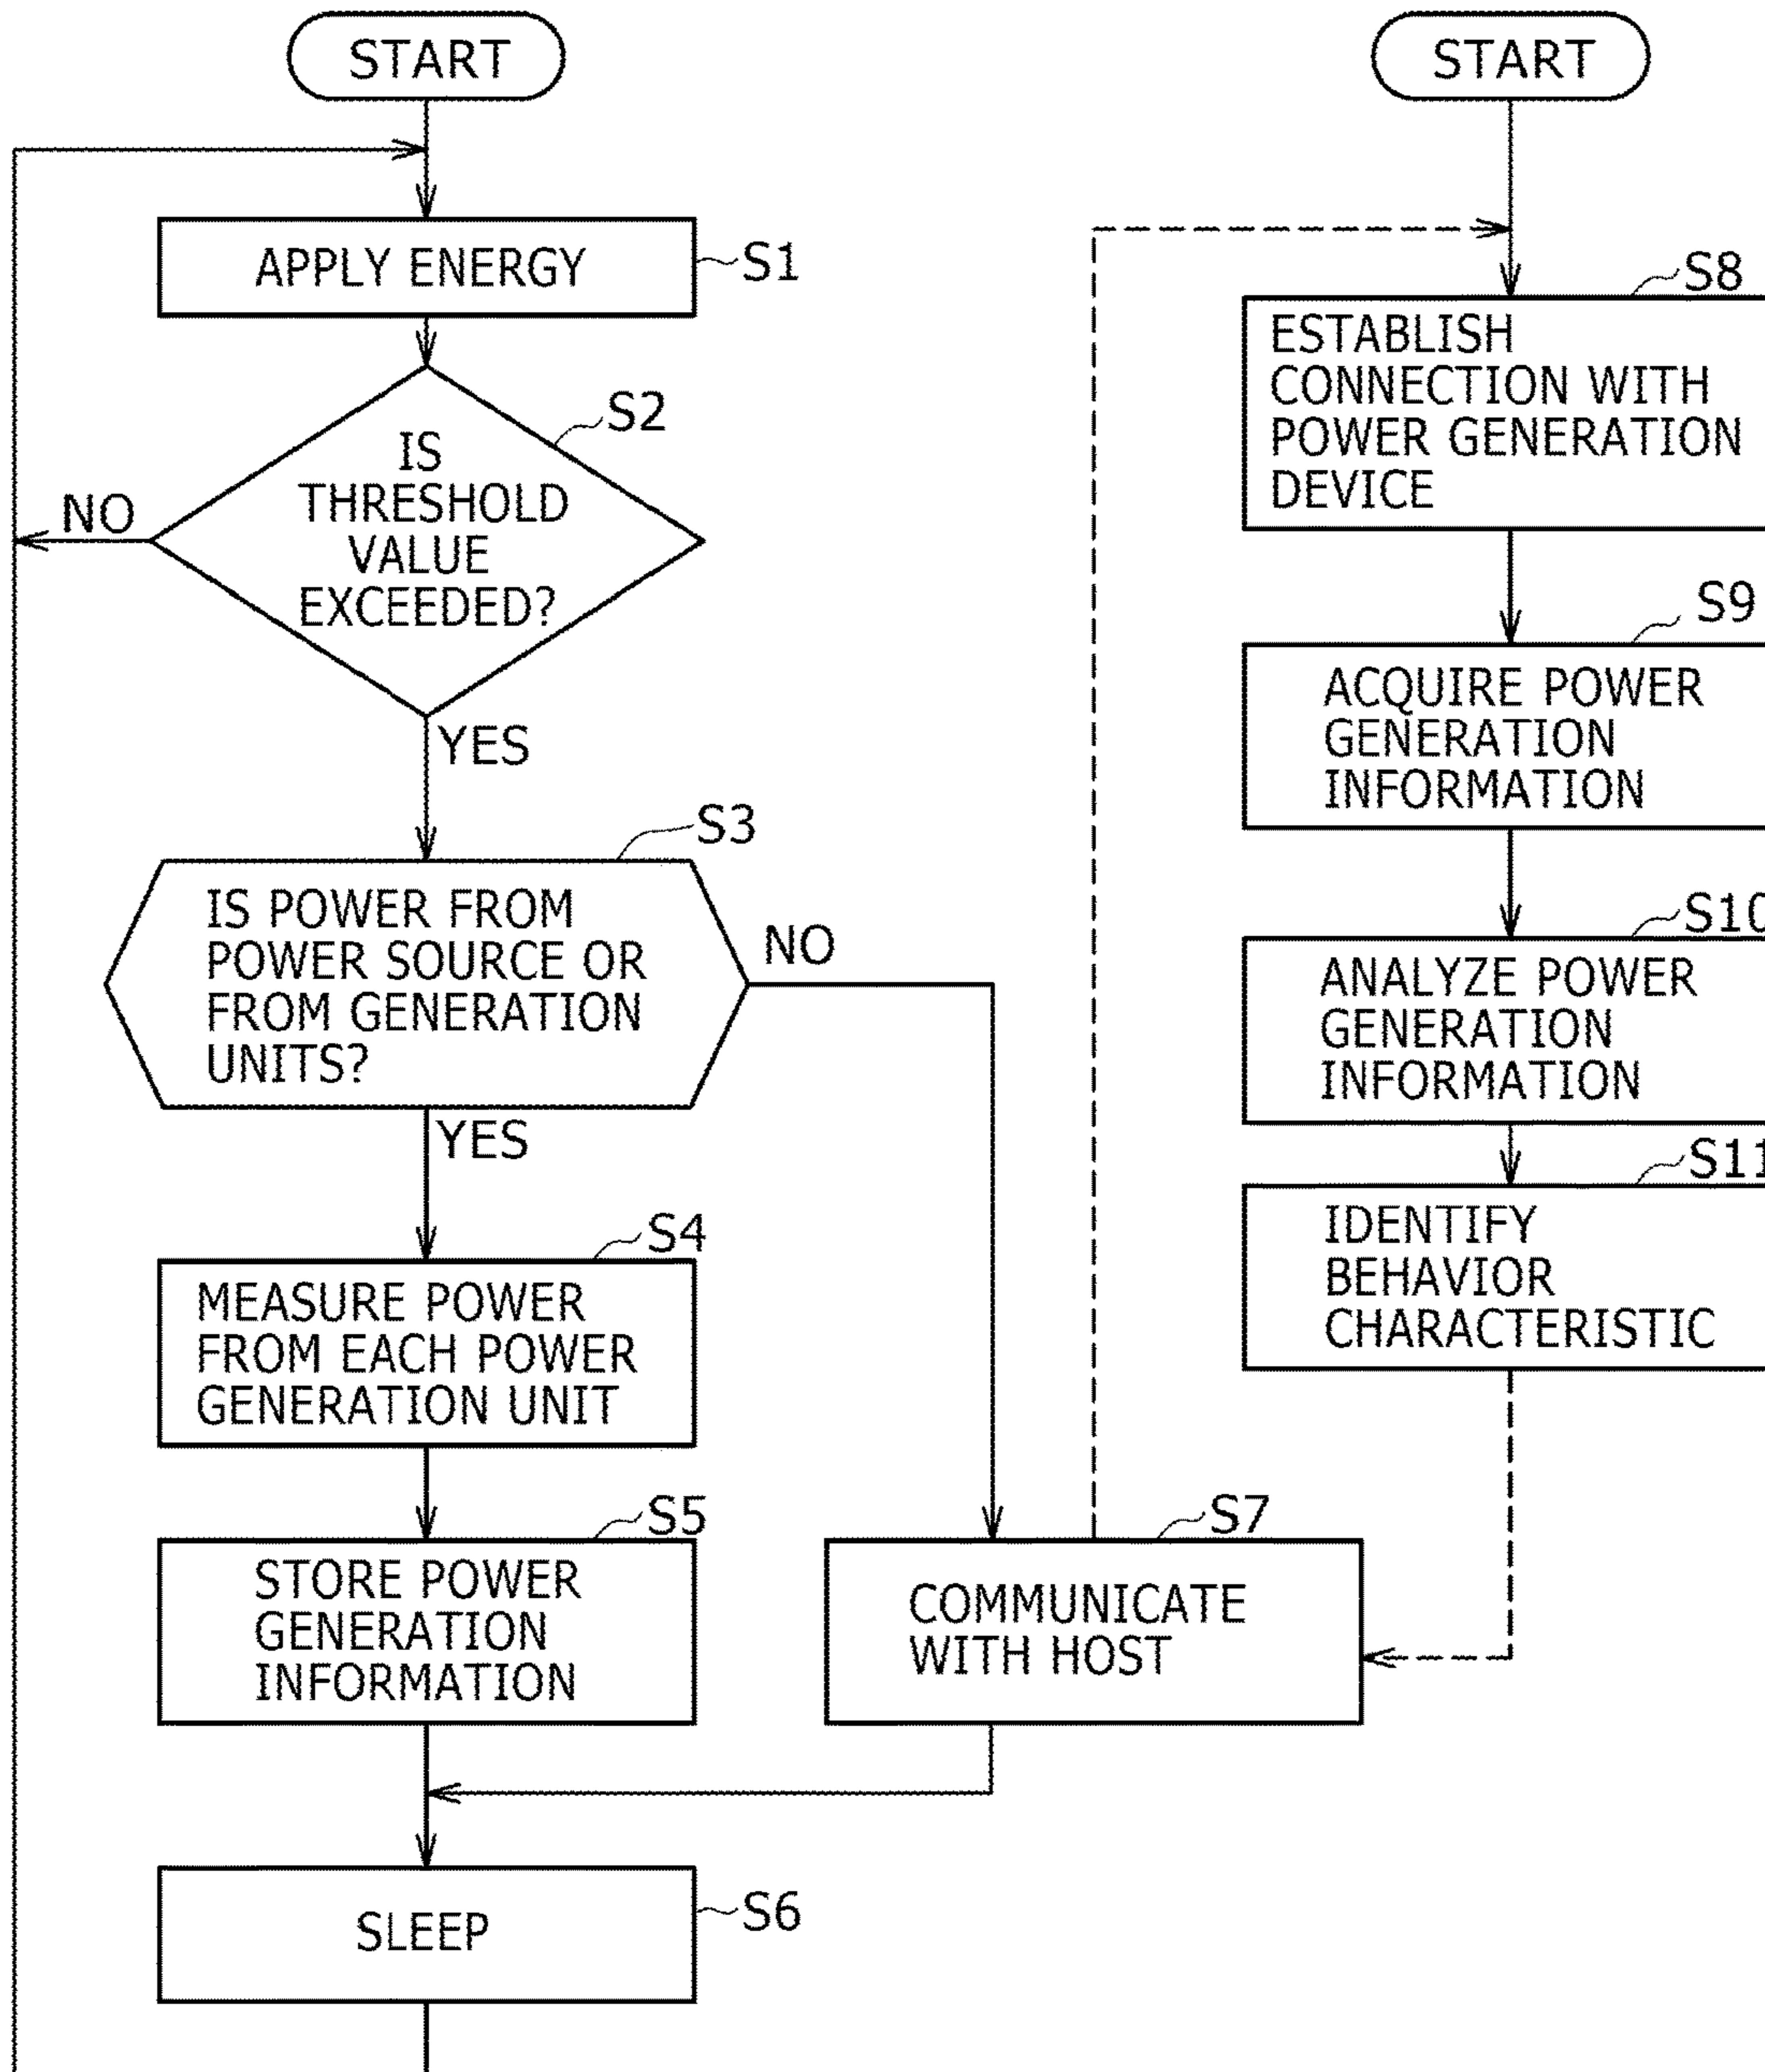 START
APPLY ENERGY
S1
S2
IS
THRESHOLD
VALUE
EXCEEDED?
NO
YES
S3
IS POWER FROM
POWER SOURCE OR
FROM GENERATION
UNITS?
NO
YES
S4
MEASURE POWER
FROM EACH POWER
GENERATION UNIT
S5
STORE POWER
GENERATION
INFORMATION
S7
COMMUNICATE
WITH HOST
SLEEP
S6
START
S8
ESTABLISH
CONNECTION WITH
POWER GENERATION
DEVICE
S9
ACQUIRE POWER
GENERATION
INFORMATION
S10
ANALYZE POWER
GENERATION
INFORMATION
S11
IDENTIFY
BEHAVIOR
CHARACTERISTIC